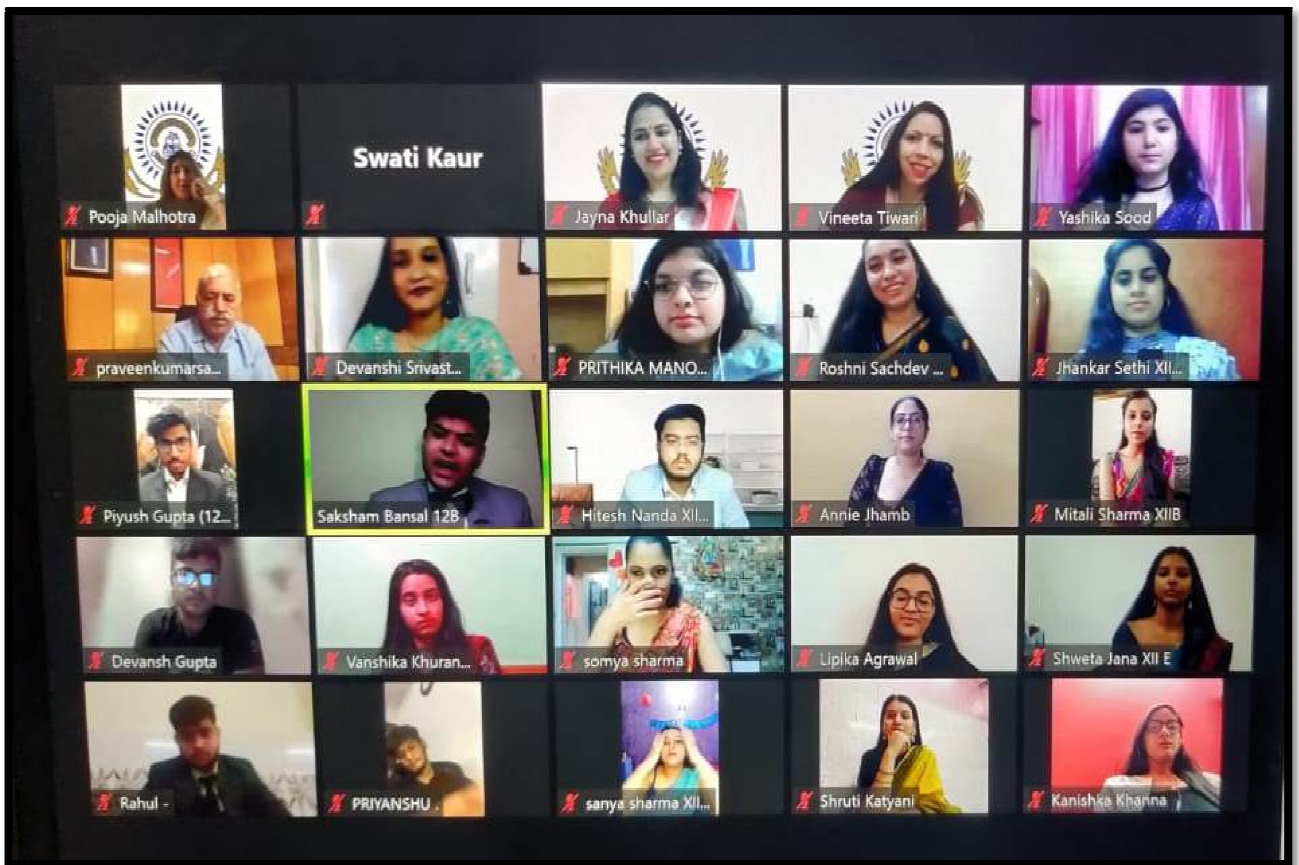 Pooja Malhotra
Swati Kaur
Jayna Khullar
Vineeta Tiwari
Yashika Sood
praveenkumarsa...
Devanshi Srivast...
PRITHIKA MANO...
Roshni Sachdev ...
Jhankar Sethi XII...
Piyush Gupta (12...
Saksham Bansal 12B
Hitesh Nanda XII...
Annie Jhamb
Mitali Sharma XIIB
Devansh Gupta
Vanshika Khuran...
somya sharma
Lipika Agrawal
Shweta Jana XII E
Rahul -
PRIYANSHU .
sanya sharma XII...
Shruti Katyani
Kanishka Khanna